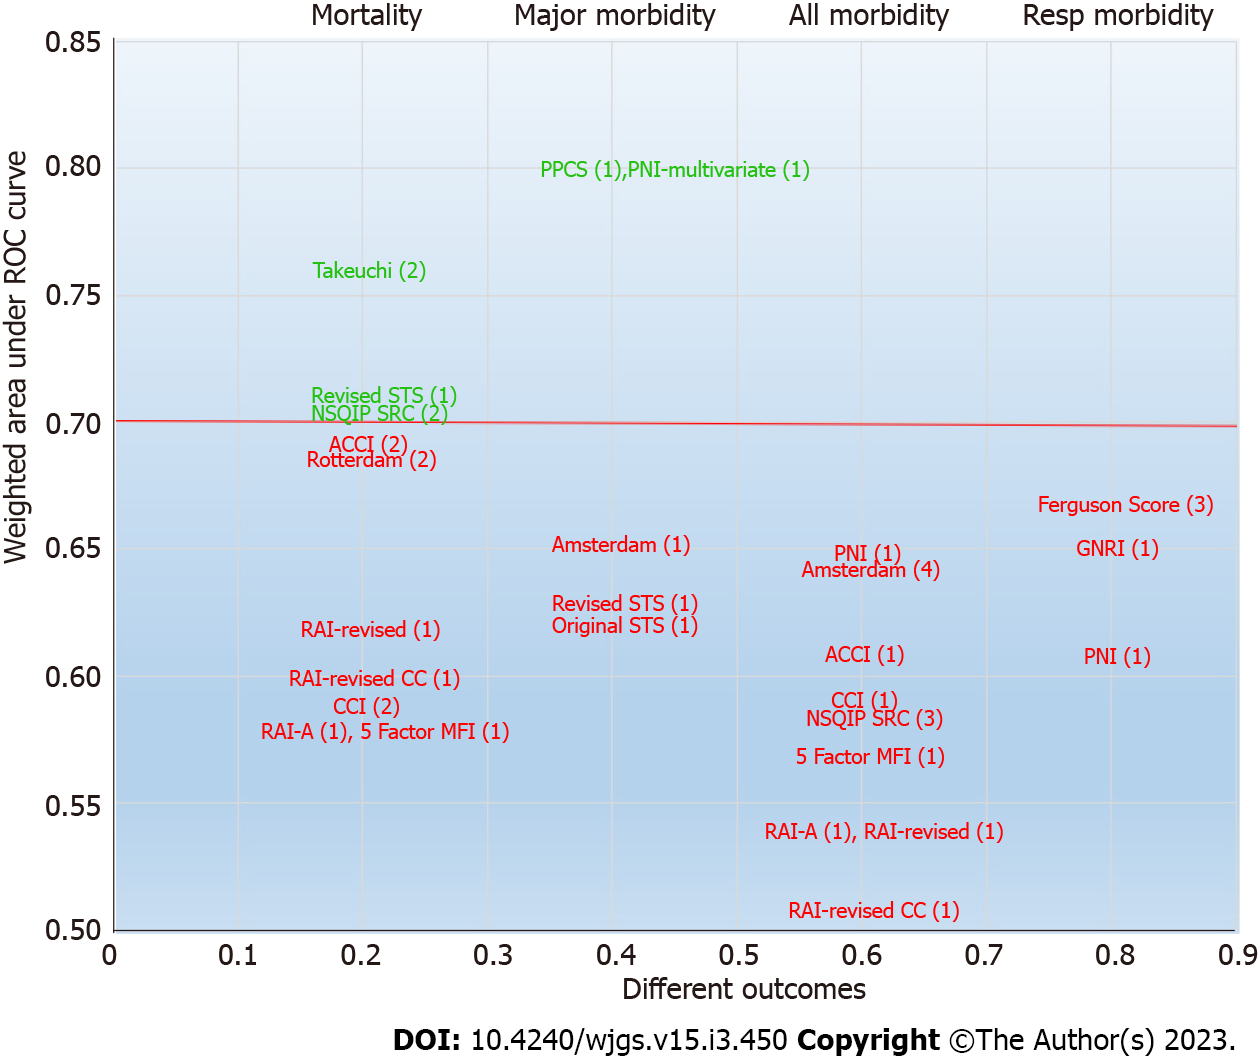 Mortality Major morbidity All morbidity Resp morbidity
0.85
0.80
0.75
0.70
0.65
0.60
0.55
0.50
Weighted area under ROC curve
PPCS (1),PNI-multivariate (1)
Takeuchi (2)
Revised STS (1)
NSQIP SRC (2)
ACCI (2)
Rotterdam (2)
RAI-revised (1)
RAI-revised CC (1)
CCI (2)
RAI-A (1), 5 Factor MFI (1)
Amsterdam (1)
Revised STS (1)
Original STS (1)
PNI (1)
Amsterdam (4)
ACCI (1)
CCI (1)
NSQIP SRC (3)
5 Factor MFI (1)
RAI-A (1), RAI-revised (1)
RAI-revised CC (1)
Ferguson Score (3)
GNRI (1)
PNI (1)
0 0.1 0.2 0.3 0.4 0.5 0.6 0.7 0.8 0.9
Different outcomes
DOI: 10.4240/wjgs.v15.i3.450 Copyright ©The Author(s) 2023.